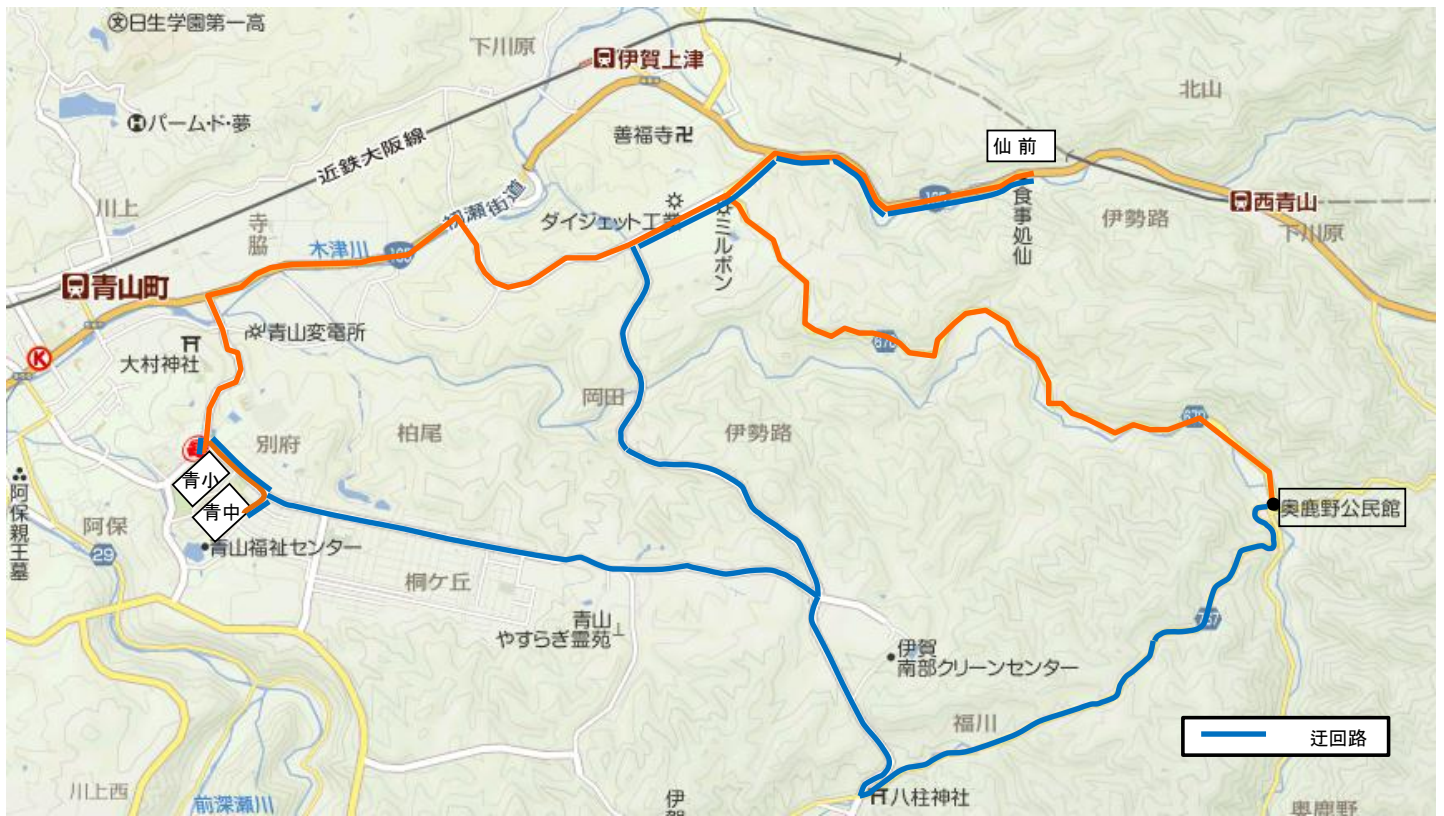 日生学園第一高
下川原
伊賀上津
北山
パーム・ド・夢
近鉄大阪線
善福寺
仙 前
川上
寺脇
初瀬街道
ダイジェット工業
食事処仙
伊勢路
西青山
下川原
木津川
165
165
ミルボン
青山町
青山変電所
大村神社
670
岡田
柏尾
伊勢路
別府
670
青小
青中
奥鹿野公民館
阿保親王墓
阿保
29
青山福祉センター
桐ケ丘
青山
やすらぎ霊苑
伊賀
南部クリーンセンター
福川
迂回路
川上西
前深瀬川
八柱神社
奥鹿野